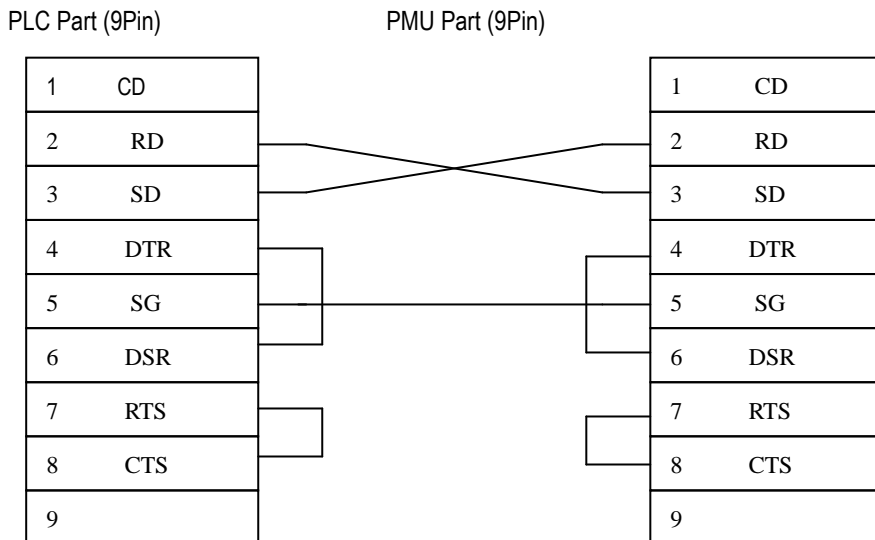 PLC Part (9Pin) PMU Part (9Pin)
1 CD 1 CD
2 RD 2 RD
3 SD 3 SD
4 DTR 4 DTR
5 SG 5 SG
6 DSR 6 DSR
7 RTS 7 RTS
8 CTS 8 CTS
9 9